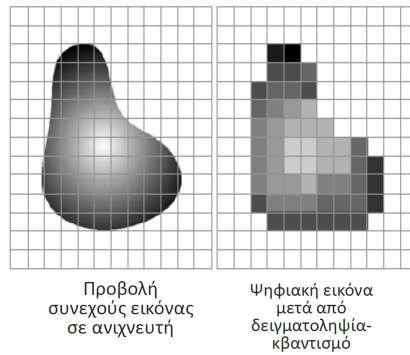 Προβολή
συνεχούς εικόνας
σε ανιχνευτή
Ψηφιακή εικόνα
μετά από
δειγματοληψία-
κβαντισμό